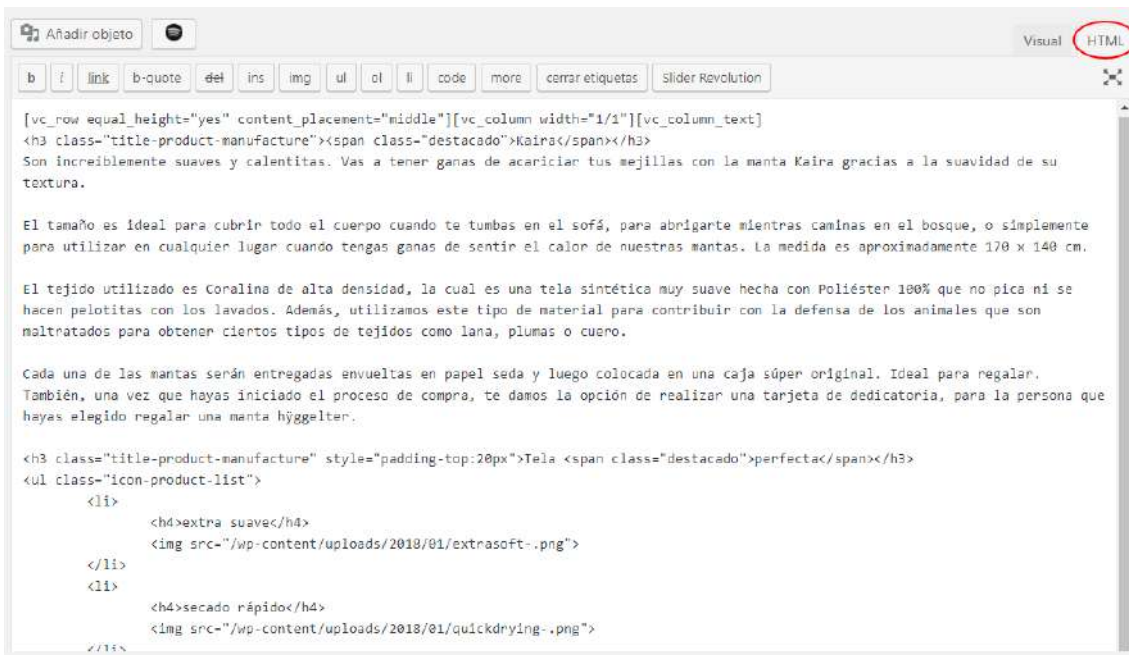 Añadir objeto
Visual HTML
b i link b-quote del ins img ul ol li code more cerrar etiquetas Slider Revolution
[vc_row equal_height="yes" content_placement="middle"][vc_column width="1/1"][vc_column_text]
<h3 class="title-product-manufacture"><span class="destacado">Kaira</span></h3>
Son increiblemente suaves y calentitas. Vas a tener ganas de acariciar tus mejillas con la manta Kaira gracias a la suavidad de su
textura.
El tamaño es ideal para cubrir todo el cuerpo cuando te tumbas en el sofá, para abrigarte mientras caminas en el bosque, o simplemente
para utilizar en cualquier lugar cuando tengas ganas de sentir el calor de nuestras mantas. La medida es aproximadamente 170 x 140 cm.
El tejido utilizado es Coralina de alta densidad, la cual es una tela sintética muy suave hecha con Poliéster 100% que no pica ni se
hacen pelotitas con los lavados. Además, utilizamos este tipo de material para contribuir con la defensa de los animales que son
maltratados para obtener ciertos tipos de tejidos como lana, plumas o cuero.
Cada una de las mantas serán entregadas envueltas en papel seda y luego colocada en una caja súper original. Ideal para regalar.
También, una vez que hayas iniciado el proceso de compra, te damos la opción de realizar una tarjeta de dedicatoria, para la persona que
hayas elegido regalar una manta hÿggelter.
<h3 class="title-product-manufacture" style="padding-top:20px">Tela <span class="destacado">perfecta</span></h3>
<ul class="icon-product-list">
<li>
<h4>extra suave</h4>
<img src="/wp-content/uploads/2018/01/extrasoft-.png">
</li>
<li>
<h4>secado rápido</h4>
<img src="/wp-content/uploads/2018/01/quickdrying-.png">
</li>